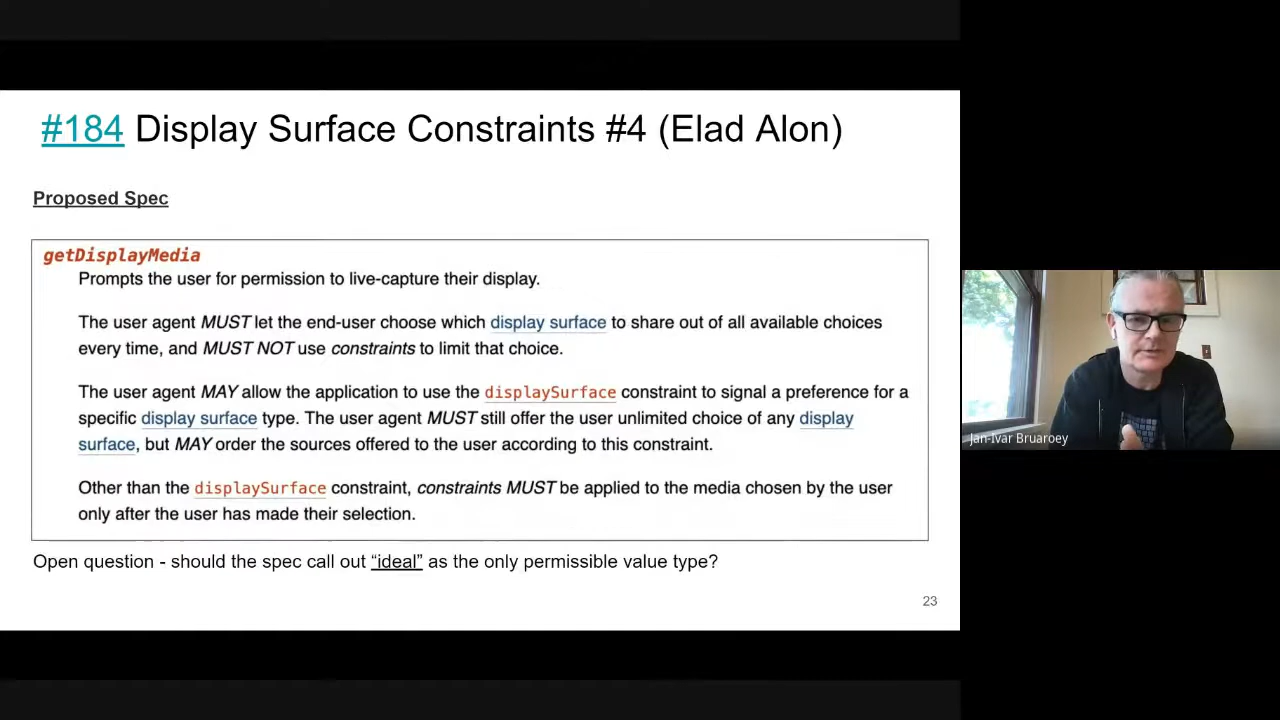 #184 Display Surface Constraints #4 (Elad Alon)
Proposed Spec
getDisplayMedia
Prompts the user for permission to live-capture their display.
The user agent MUST let the end-user choose which display surface to share out of all available choices
every time, and MUST NOT use constraints to limit that choice.
The user agent MAY allow the application to use the displaySurface constraint to signal a preference for a
specific display surface type. The user agent MUST still offer the user unlimited choice of any display
surface, but MAY order the sources offered to the user according to this constraint.
Other than the displaySurface constraint, constraints MUST be applied to the media chosen by the user
only after the user has made their selection.
Open question - should the spec call out “ideal” as the only permissible value type?
23
Jan-Ivar Bruaroey